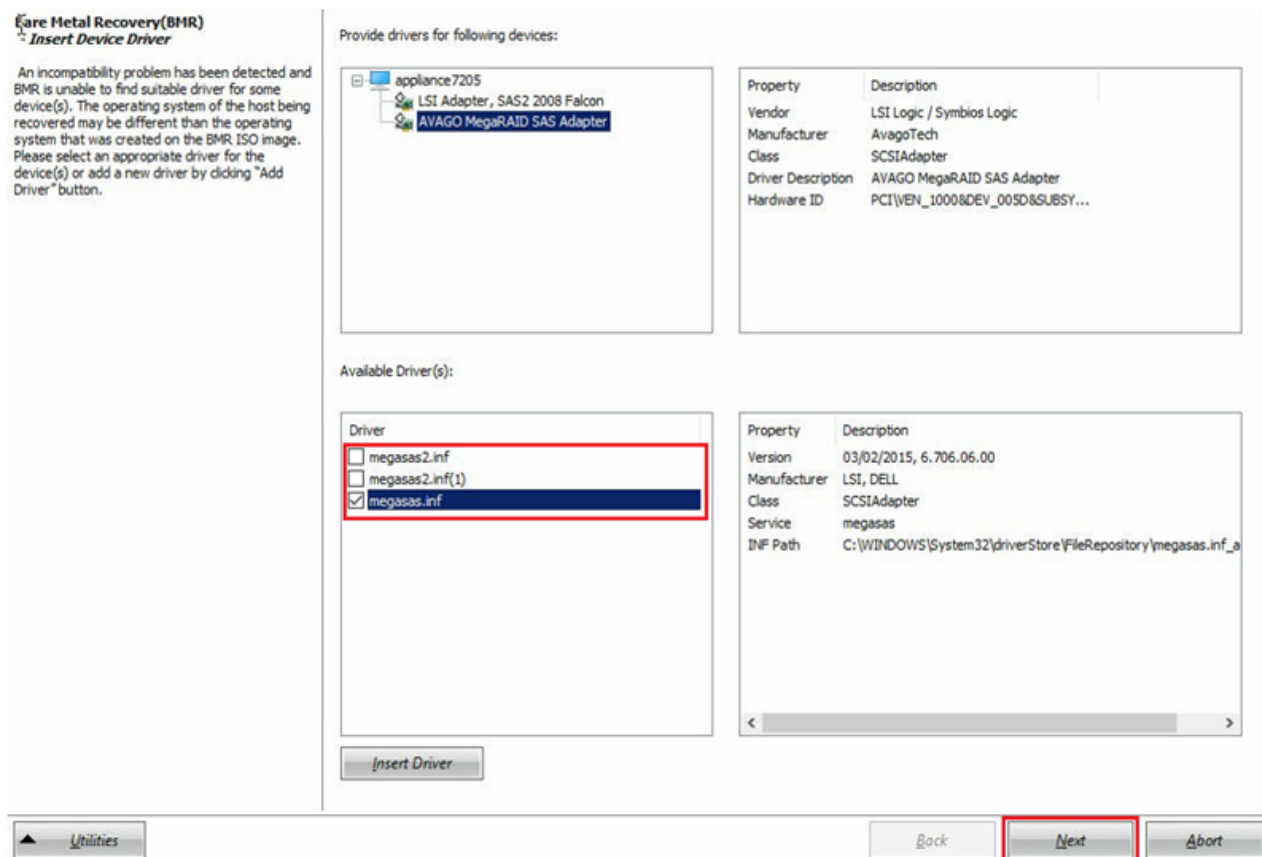 Bare Metal Recovery(BMR)
- Insert Device Driver
An incompatibility problem has been detected and
BMR is unable to find suitable driver for some
device(s). The operating system of the host being
recovered may be different than the operating
system that was created on the BMR ISO image.
Please select an appropriate driver for the
device(s) or add a new driver by clicking "Add
Driver" button.
Provide drivers for following devices:
appliance7205
LSI Adapter, SAS2 2008 Falcon
AVAGO MegaRAID SAS Adapter
Property Description
Vendor LSI Logic / Symbios Logic
Manufacturer AvagoTech
Class SCSIAdapter
Driver Description AVAGO MegaRAID SAS Adapter
Hardware ID PCI\VEN_1000&DEV_005D&SUBSY...
Available Driver(s):
Driver
megasas2.inf
megasas2.inf(1)
megasas.inf
Property Description
Version 03/02/2015, 6.706.06.00
Manufacturer LSI, DELL
Class SCSIAdapter
Service megasas
INF Path C:\WINDOWS\System32\driverStore\FileRepository\megasas.inf_a
Insert Driver
Utilities
Back
Next
Abort